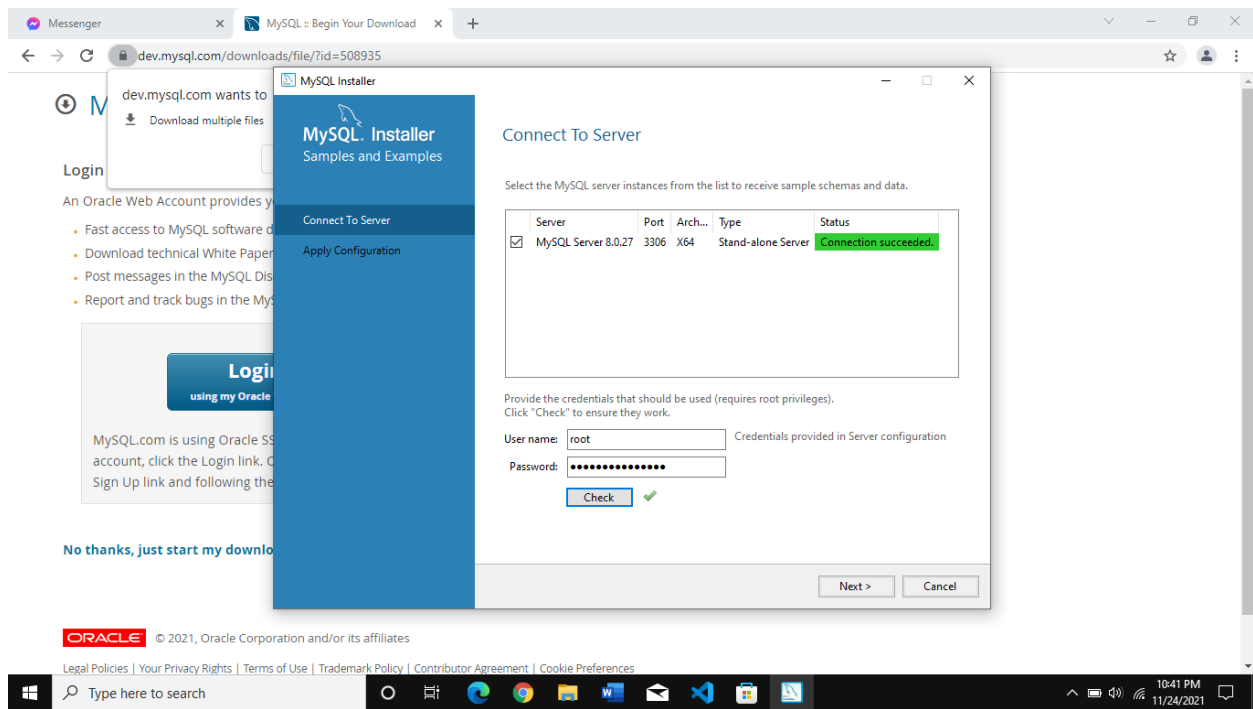 Messenger
MySQL :: Begin Your Download
dev.mysql.com/downloads/file/?id=508935
dev.mysql.com wants to
Download multiple files
M
Login
An Oracle Web Account provides y
Fast access to MySQL software d
Download technical White Paper
Post messages in the MySQL Dis
Report and track bugs in the MyS
Logi
using my Oracle
MySQL.com is using Oracle SS
account, click the Login link. O
Sign Up link and following the
No thanks, just start my downlo
ORACLE © 2021, Oracle Corporation and/or its affiliates
Legal Policies | Your Privacy Rights | Terms of Use | Trademark Policy | Contributor Agreement | Cookie Preferences
MySQL Installer
MySQL. Installer
Samples and Examples
Connect To Server
Apply Configuration
Connect To Server
Select the MySQL server instances from the list to receive sample schemas and data.
Server Port Arch... Type Status
MySQL Server 8.0.27 3306 X64 Stand-alone Server Connection succeeded.
Provide the credentials that should be used (requires root privileges).
Click "Check" to ensure they work.
User name: root Credentials provided in Server configuration
Password: ●●●●●●●●●●●●●●●
Check
Next > Cancel
Type here to search
W
10:41 PM
11/24/2021